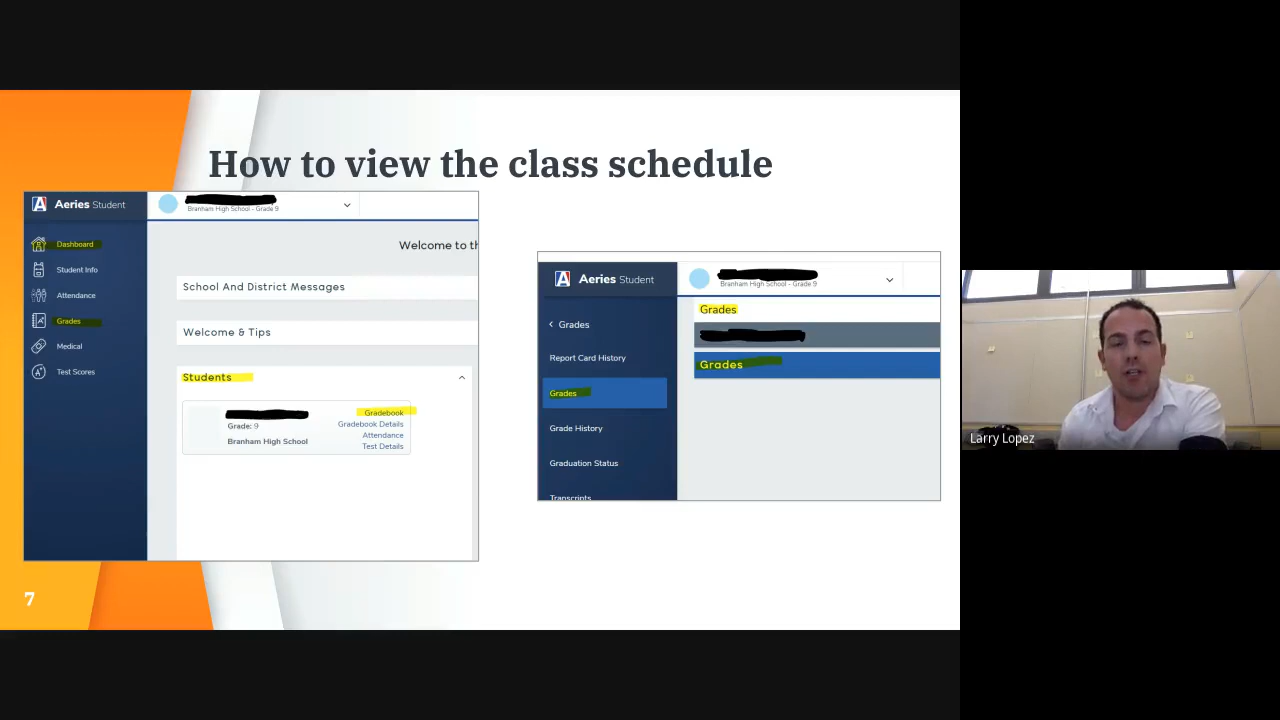 How to view the class schedule
Aeries Student
Branham High School - Grade 9
Dashboard
Student Info
Attendance
Grades
Medical
Test Scores
Welcome to th
School And District Messages
Welcome & Tips
Students
Gradebook
Grade: 9
Gradebook Details
Branham High School
Attendance
Test Details
Aeries Student
Branham High School - Grade 9
Grades
Report Card History
Grades
Grade History
Graduation Status
Transcripts
Grades
Grades
7
Larry Lopez